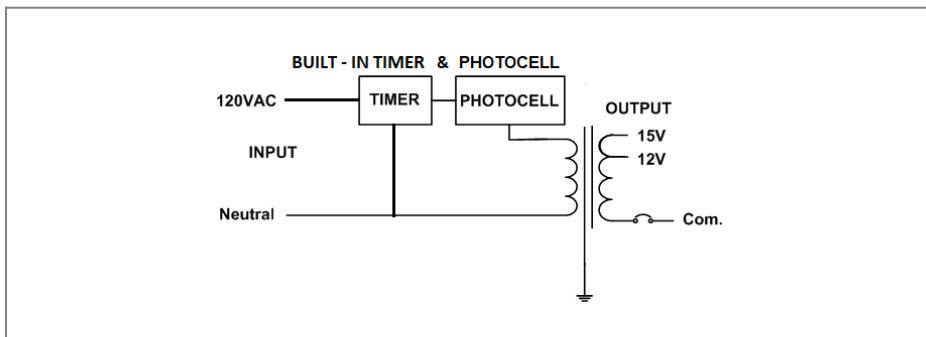 BUILT - IN TIMER & PHOTOCELL
120VAC
TIMER
PHOTOCELL
OUTPUT
15V
INPUT
12V
Neutral
Com.